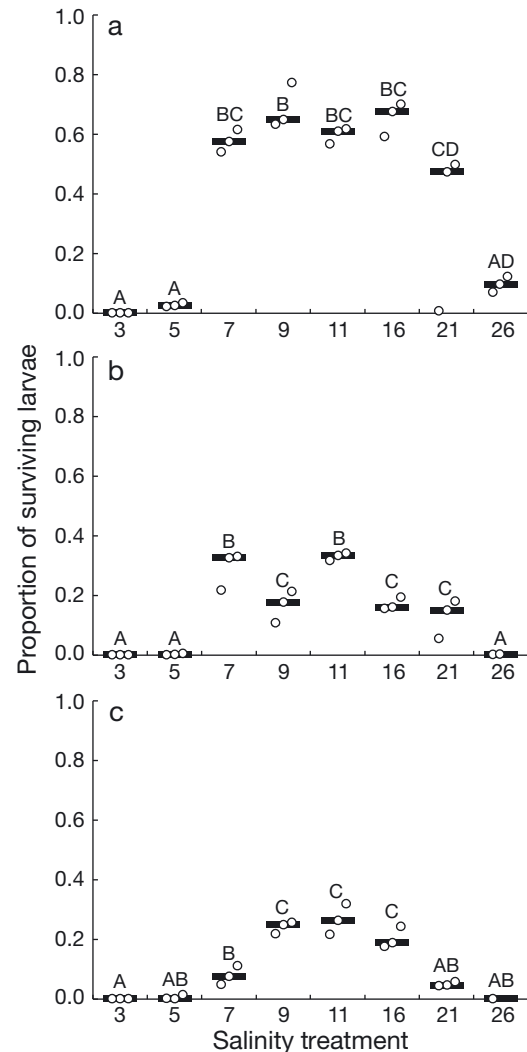 a
1.0
0.8
0.6
0.4
0.2
0.0
A
A
BC
B
BC
BC
CD
AD
3 5 7 9 11 16 21 26
Proportion of surviving larvae
b
1.0
0.8
0.6
0.4
0.2
0.0
A
A
B
C
B
C
C
A
3 5 7 9 11 16 21 26
c
1.0
0.8
0.6
0.4
0.2
0.0
A
AB
B
C
C
C
AB
AB
3 5 7 9 11 16 21 26
Salinity treatment